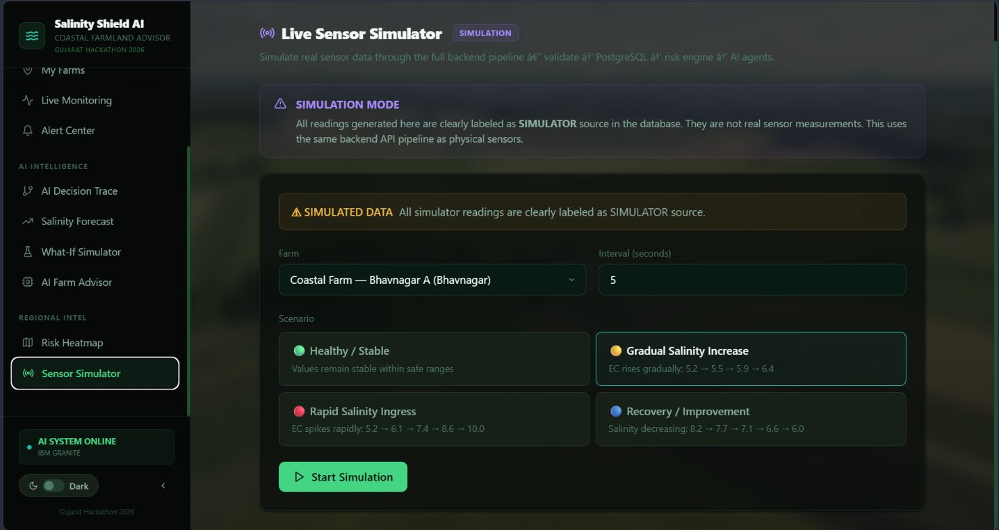 Salinity Shield AI
COASTAL FARMLAND ADVISOR
GUJARAT HACKATHON 2026
My Farms
Live Monitoring
Alert Center
AI INTELLIGENCE
AI Decision Trace
Salinity Forecast
What-If Simulator
AI Farm Advisor
REGIONAL INTEL
Risk Heatmap
Sensor Simulator
AI SYSTEM ONLINE
IBM GRANITE
Dark
Gujarat Hackathon 2026
Live Sensor Simulator
SIMULATION
Simulate real sensor data through the full backend pipeline â€” validate â†’ PostgreSQL â†’ risk engine â†’ AI agents.
SIMULATION MODE
All readings generated here are clearly labeled as SIMULATOR source in the database. They are not real sensor measurements. This uses
the same backend API pipeline as physical sensors.
⚠ SIMULATED DATA All simulator readings are clearly labeled as SIMULATOR source.
Farm
Coastal Farm — Bhavnagar A (Bhavnagar)
Interval (seconds)
5
Scenario
Healthy / Stable
Values remain stable within safe ranges
Gradual Salinity Increase
EC rises gradually: 5.2 → 5.5 → 5.9 → 6.4
Rapid Salinity Ingress
EC spikes rapidly: 5.2 → 6.1 → 7.4 → 8.6 → 10.0
Recovery / Improvement
Salinity decreasing: 8.2 → 7.7 → 7.1 → 6.6 → 6.0
Start Simulation